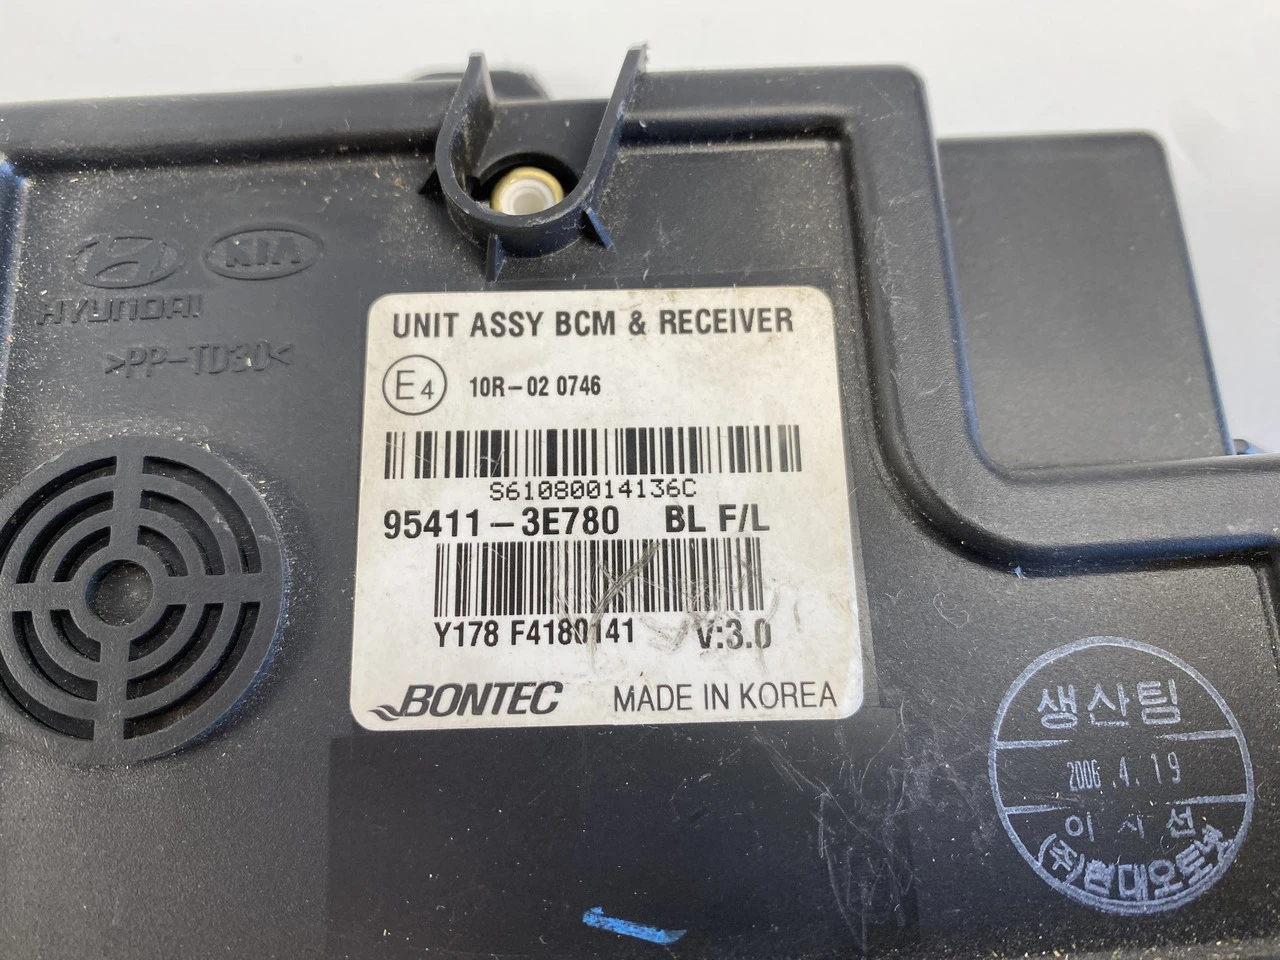 HYUNDAI
KIA
>PP-TD30<
UNIT ASSY BCM & RECEIVER
E4
10R-02 0746
S61080014136C
95411-3E780 BL F/L
Y178 F4180141 V:3.0
BONTEC MADE IN KOREA
생산팀
2006.4.19